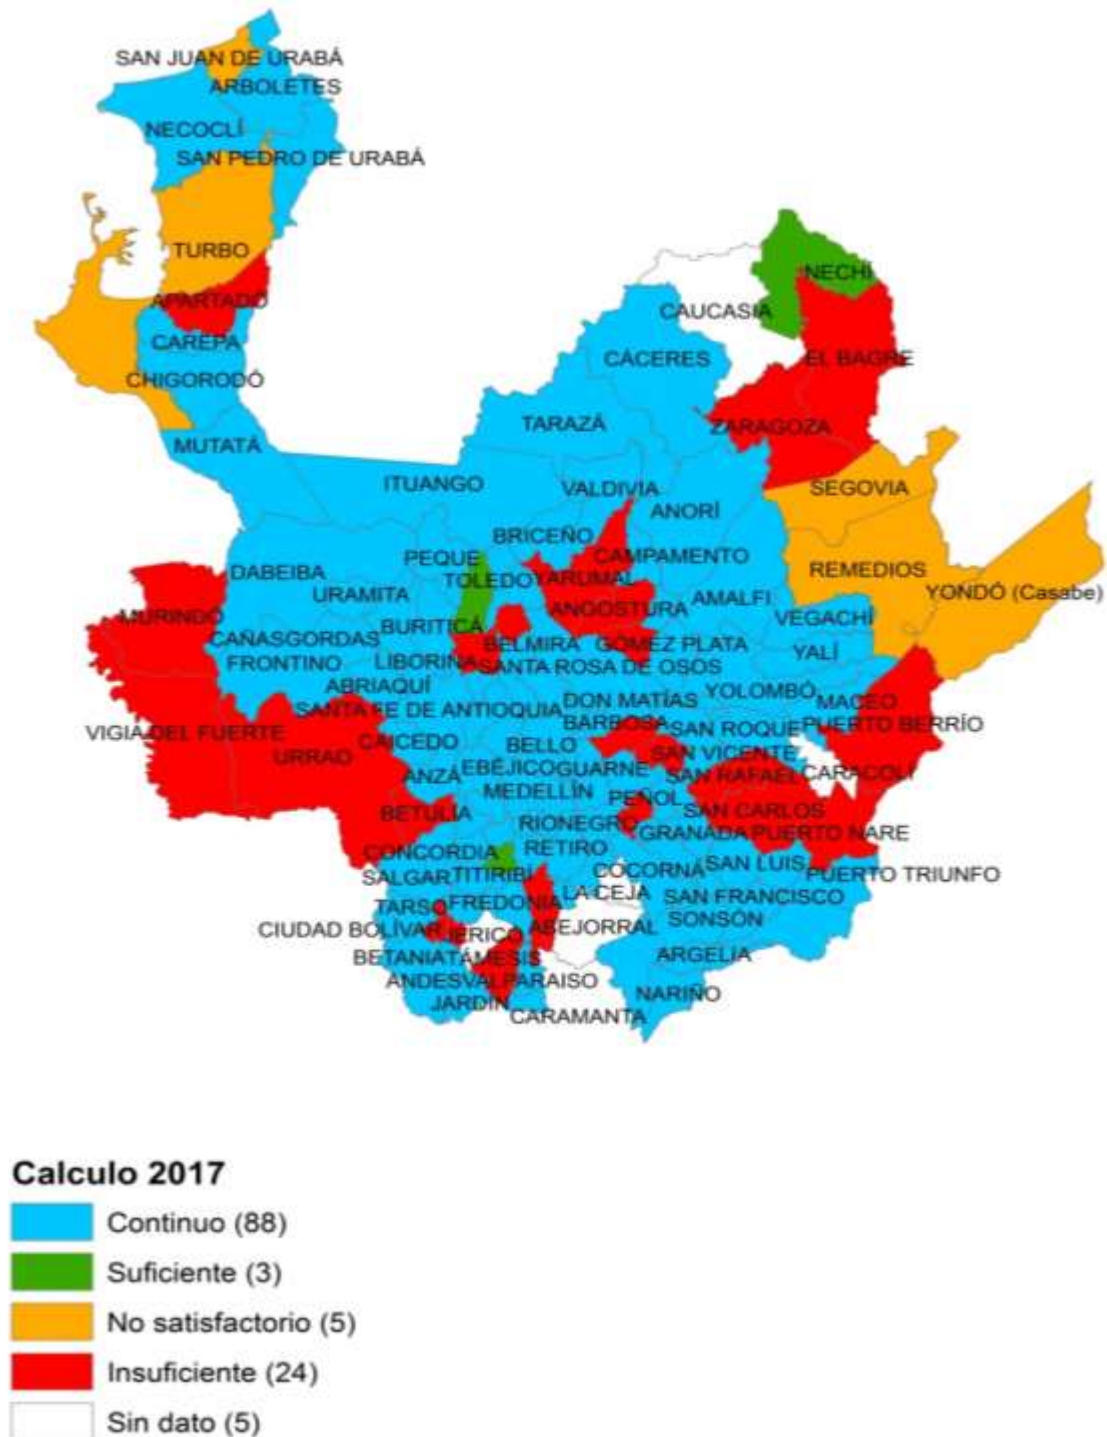 SAN JUAN DE URABÁ
ARBOLETES
NECOCLÍ
SAN PEDRO DE URABÁ
TURBO
NECHÍ
APARTADÓ
CAUCASIA
CAREPA
CÁCERES
EL BAGRE
CHIGORODÓ
TARAZÁ
ZARAGOZA
MUTATÁ
ITUANGO
VALDIVIA
SEGOVIA
ANORÍ
BRICEÑO
PEQUE
CAMPAMENTO
DABEIBA
TOLEDO
YARUMAL
REMEDIOS
URAMITA
YONDÓ (Casabe)
ANGOSTURA
AMALFI
MURINDÓ
VEGACHÍ
BURITICÁ
CAÑASGORDAS
BELMIRA
GÓMEZ PLATA
YALÍ
FRONTINO
LIBORINA
SANTA ROSA DE OSOS
ABRIAQUÍ
YOLOMBÓ
DON MATÍAS
MACEO
SANTA FE DE ANTIOQUIA
BARBOSA
SAN ROQUE
PUERTO BERRÍO
VIGÍA DEL FUERTE
CAICEDO
BELLO
URRAO
SAN VICENTE
EBÉJICO
GUARNE
ANZÁ
SAN RAFAEL
CARACOLÍ
MEDELLÍN
PEÑOL
BETULIA
SAN CARLOS
RIONEGRO
GRANADA
PUERTO NARE
CONCORDIA
RETIRO
SALGAR
TITIRIBÍ
COCORNÁ
SAN LUIS
PUERTO TRIUNFO
LA CEJA
SAN FRANCISCO
TARSO
FREDONIA
SONSÓN
CIUDAD BOLÍVAR
JERICÓ
ABEJORRAL
BETANIA
TÁMESIS
ARGELIA
ANDES
VALPARAISO
JARDÍN
NARIÑO
CARAMANTA
Calculo 2017
Continuo (88)
Suficiente (3)
No satisfactorio (5)
Insuficiente (24)
Sin dato (5)